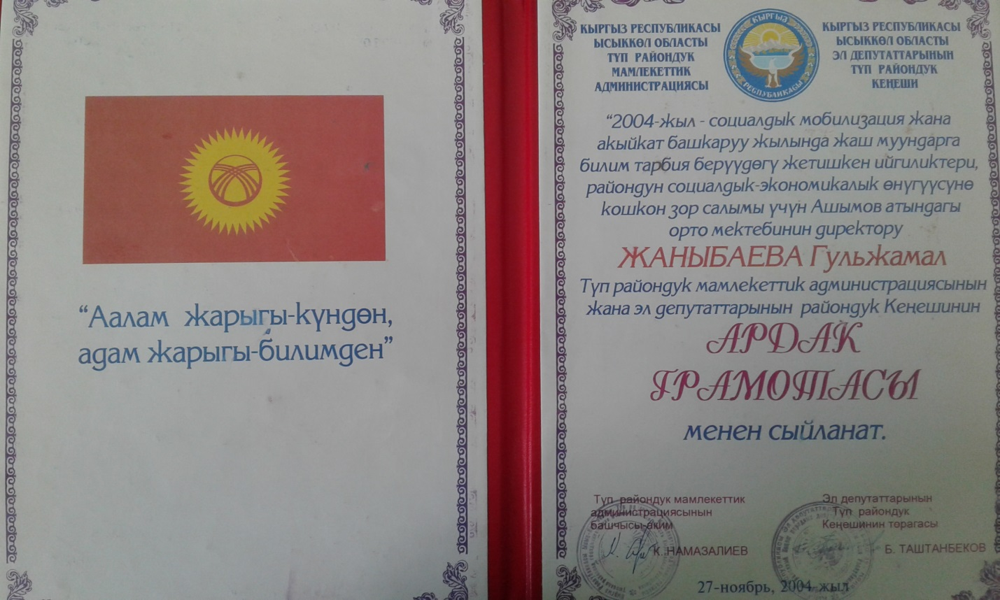 “Аалам жарыгы-күндөн,
адам жарыгы-билимден”
КЫРГЫЗ РЕСПУБЛИКАСЫ
ЫСЫККӨЛ ОБЛАСТЫ
ТҮП РАЙОНДУК
МАМЛЕКЕТТИК
АДМИНИСТРАЦИЯСЫ
КЫРГЫЗ
РЕСПУБЛИКАСЫ
КЫРГЫЗ РЕСПУБЛИКАСЫ
ЫСЫККӨЛ ОБЛАСТЫ
ЭЛ ДЕПУТАТТАРЫНЫН
ТҮП РАЙОНДУК
КЕҢЕШИ
“2004-жыл - социалдык мобилизация жана
акыйкат башкаруу жылында жаш муундарга
билим тарбия берүүдөгү жетишкен ийгиликтери,
райондун социалдык-экономикалык өнүгүүсүнө
кошкон зор салымы үчүн Ашымов атындагы
орто мектебинин директору
ЖАНЫБАЕВА Гульжамал
Түп райондук мамлекеттик администрациясынын
жана эл депутаттарынын райондук Кеңешинин
АРДАК
ГРАМОТАСЫ
менен сыйланат.
Түп райондук мамлекеттик
администрациясынын
башчысы-аким
К. НАМАЗАЛИЕВ
Эл депутаттарынын
Түп райондук
Кеңешинин төрагасы
Б. ТАШТАНБЕКОВ
27-ноябрь, 2004-жыл